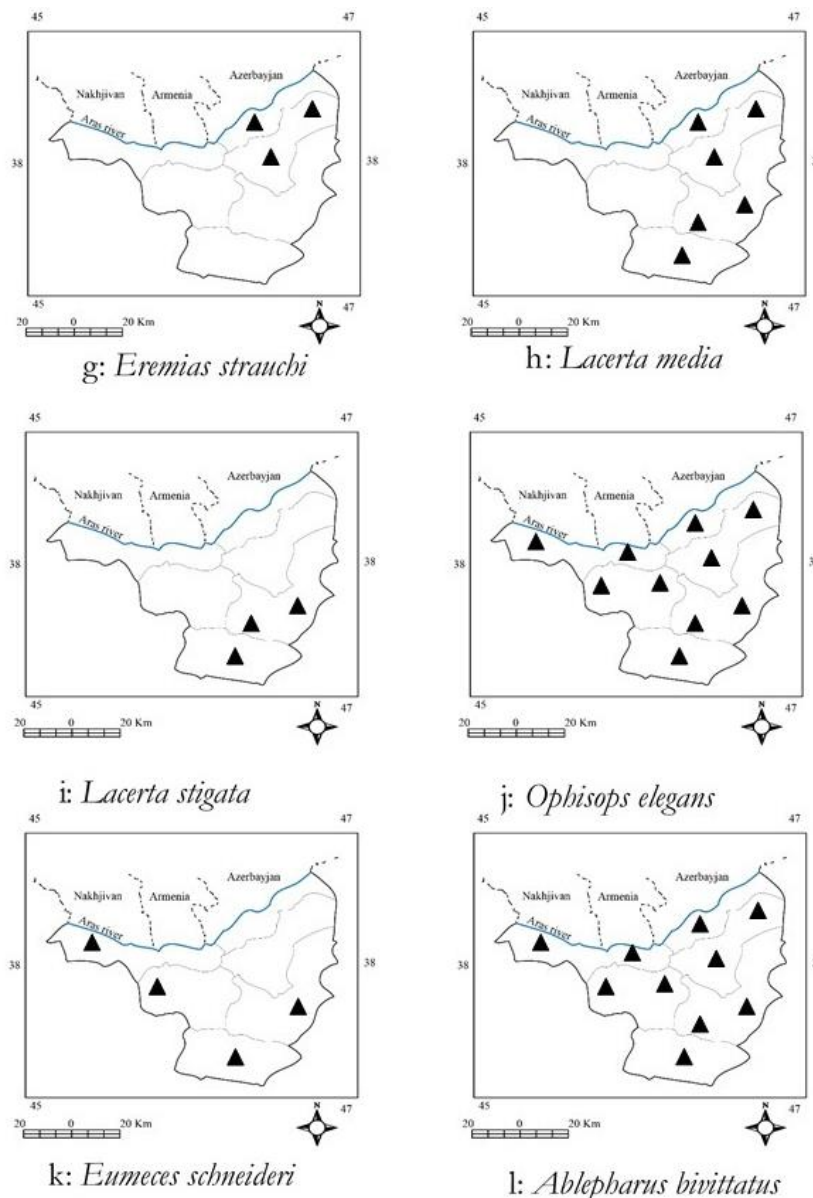 45 47
Nakhjivan Armenia Azerbayjan
Aras river
38 38
45 47
20 0 20 Km
N
g: Eremias strauchi
45 47
Nakhjivan Armenia Azerbayjan
Aras river
38 38
45 47
20 0 20 Km
N
h: Lacerta media
45 47
Nakhjivan Armenia Azerbayjan
Aras river
38 38
45 47
20 0 20 Km
N
i: Lacerta stigata
45 47
Nakhjivan Armenia Azerbayjan
Aras river
38 38
45 47
20 0 20 Km
N
j: Ophisops elegans
45 47
Nakhjivan Armenia Azerbayjan
Aras river
38 38
45 47
20 0 20 Km
N
k: Eumeces schneideri
45 47
Nakhjivan Armenia Azerbayjan
Aras river
38 38
45 47
20 0 20 Km
N
l: Ablepharus bivittatus